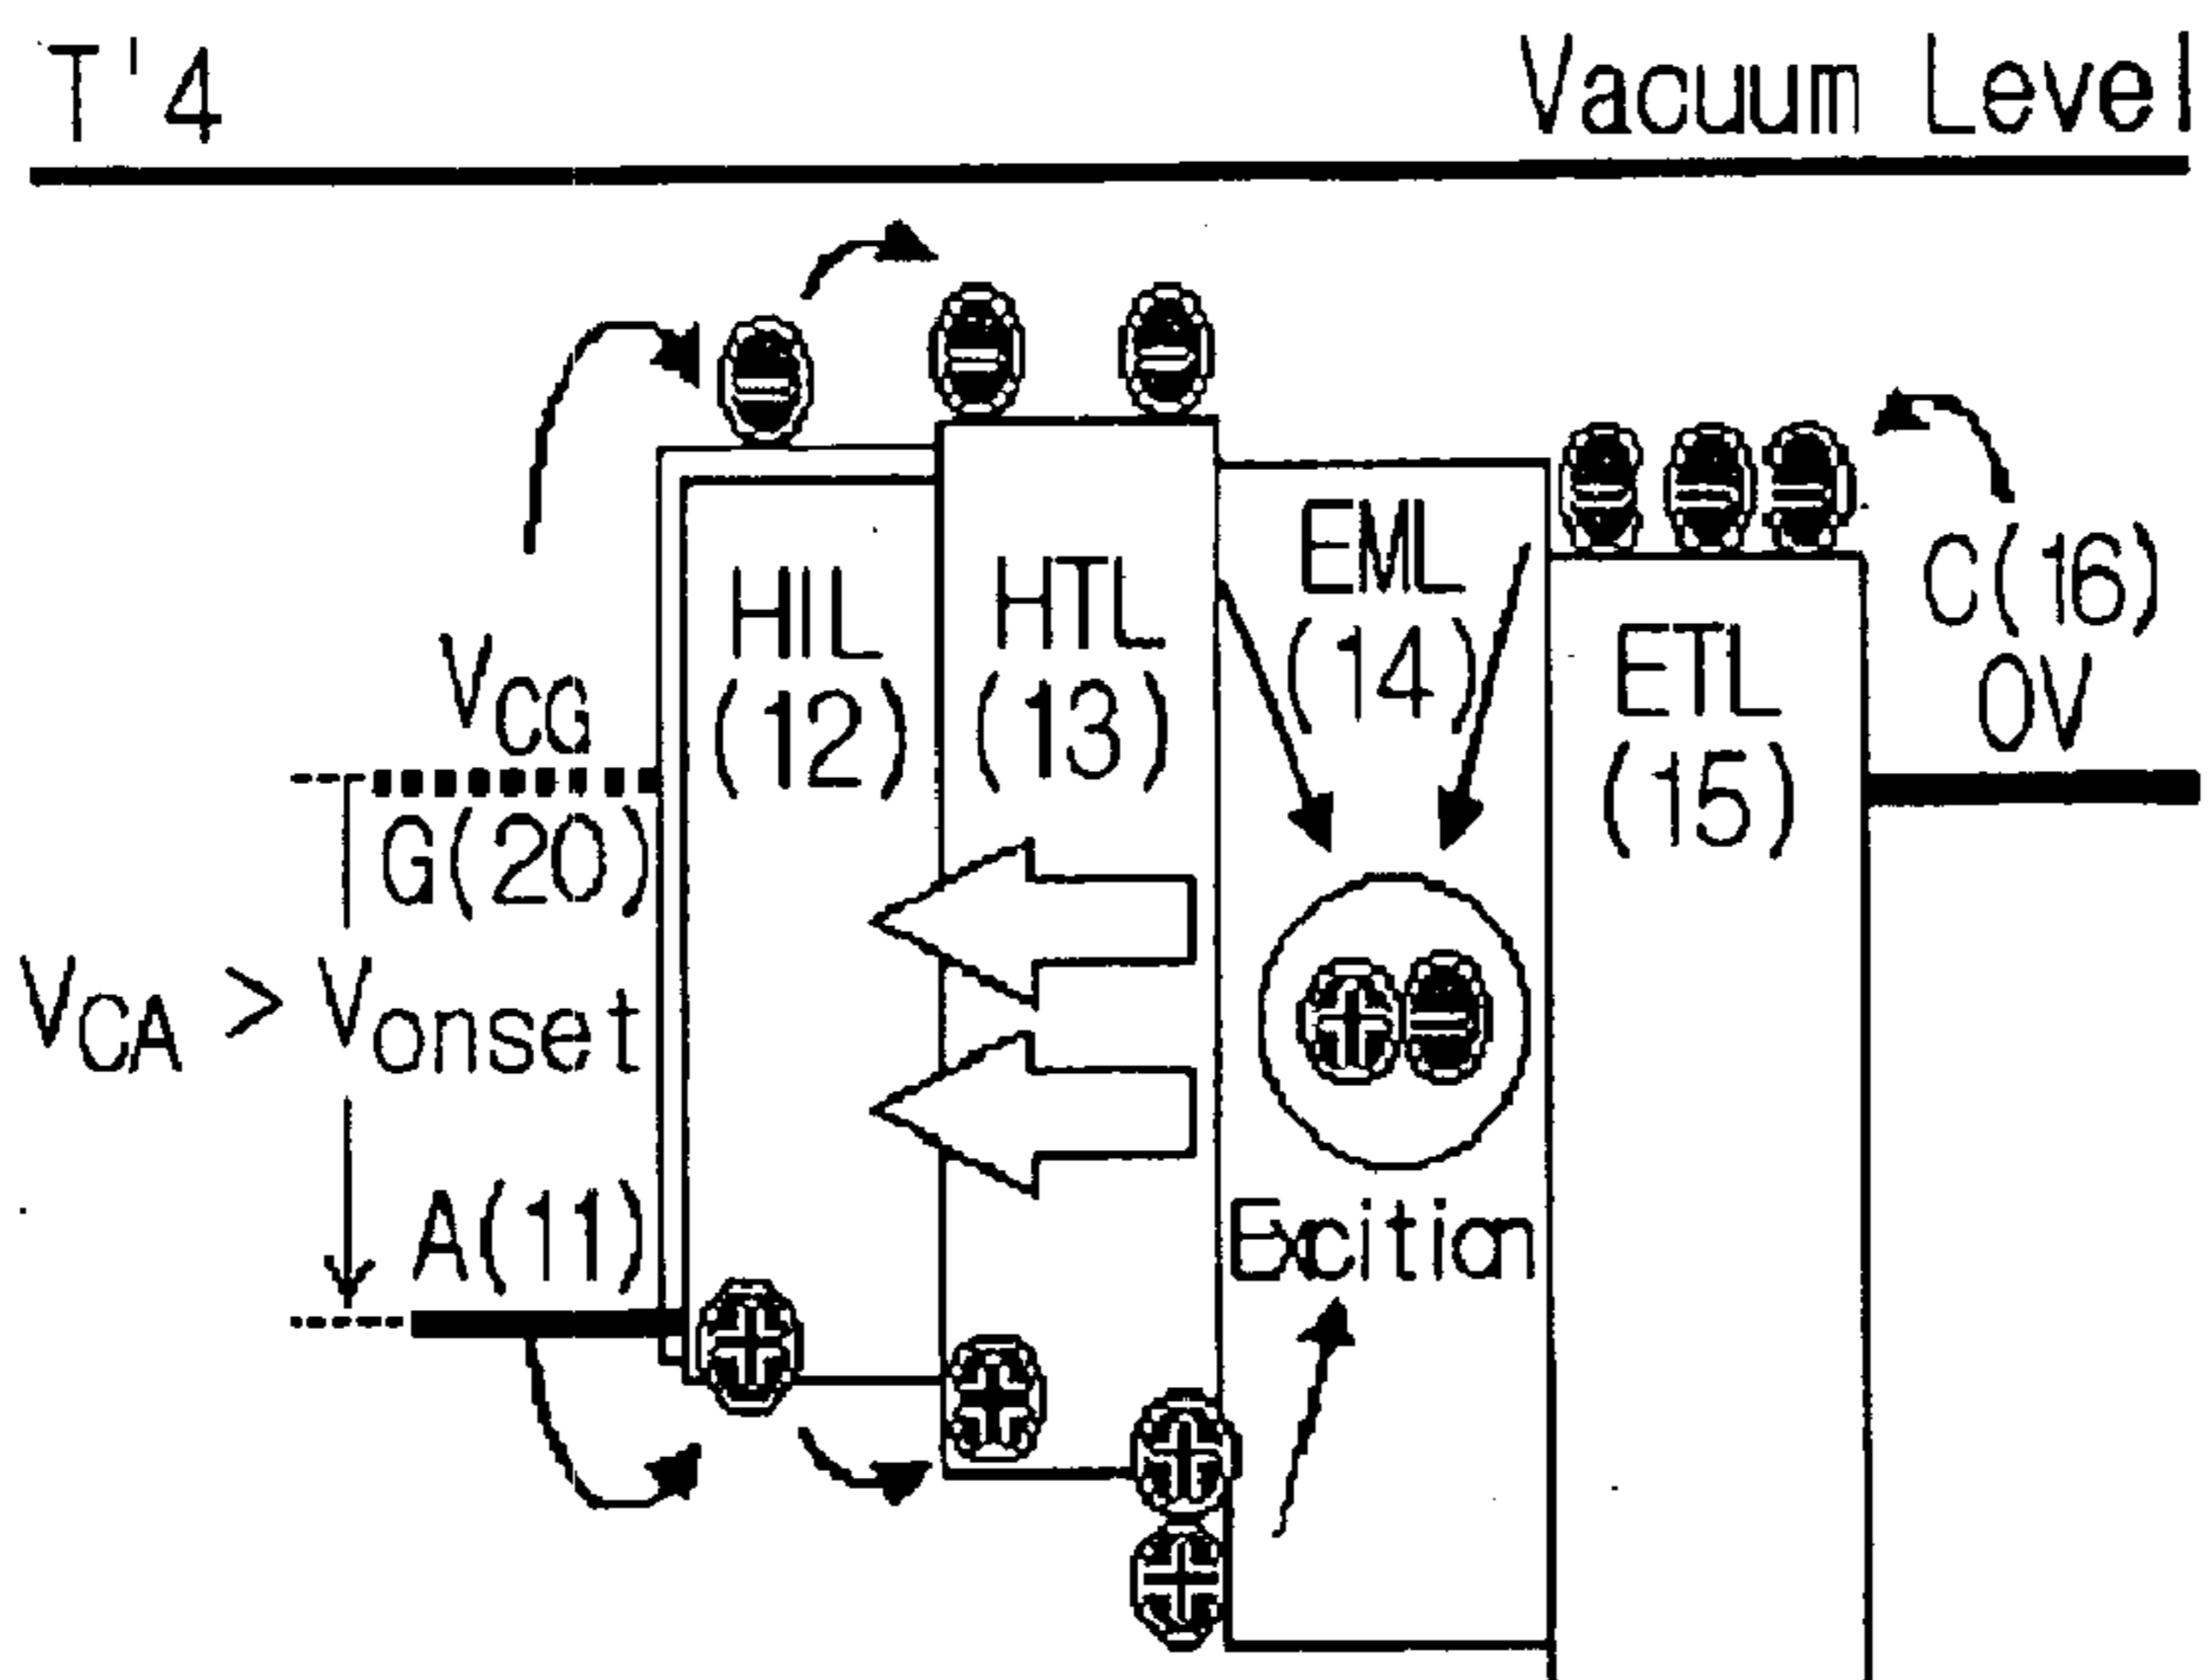 T'4
Vacuum Level
HIL
(12)
HTL
(13)
EML
(14)
ETL
(15)
C(16)
0V
VCG
G(20)
VCA > Vonset
A(11)
Excition